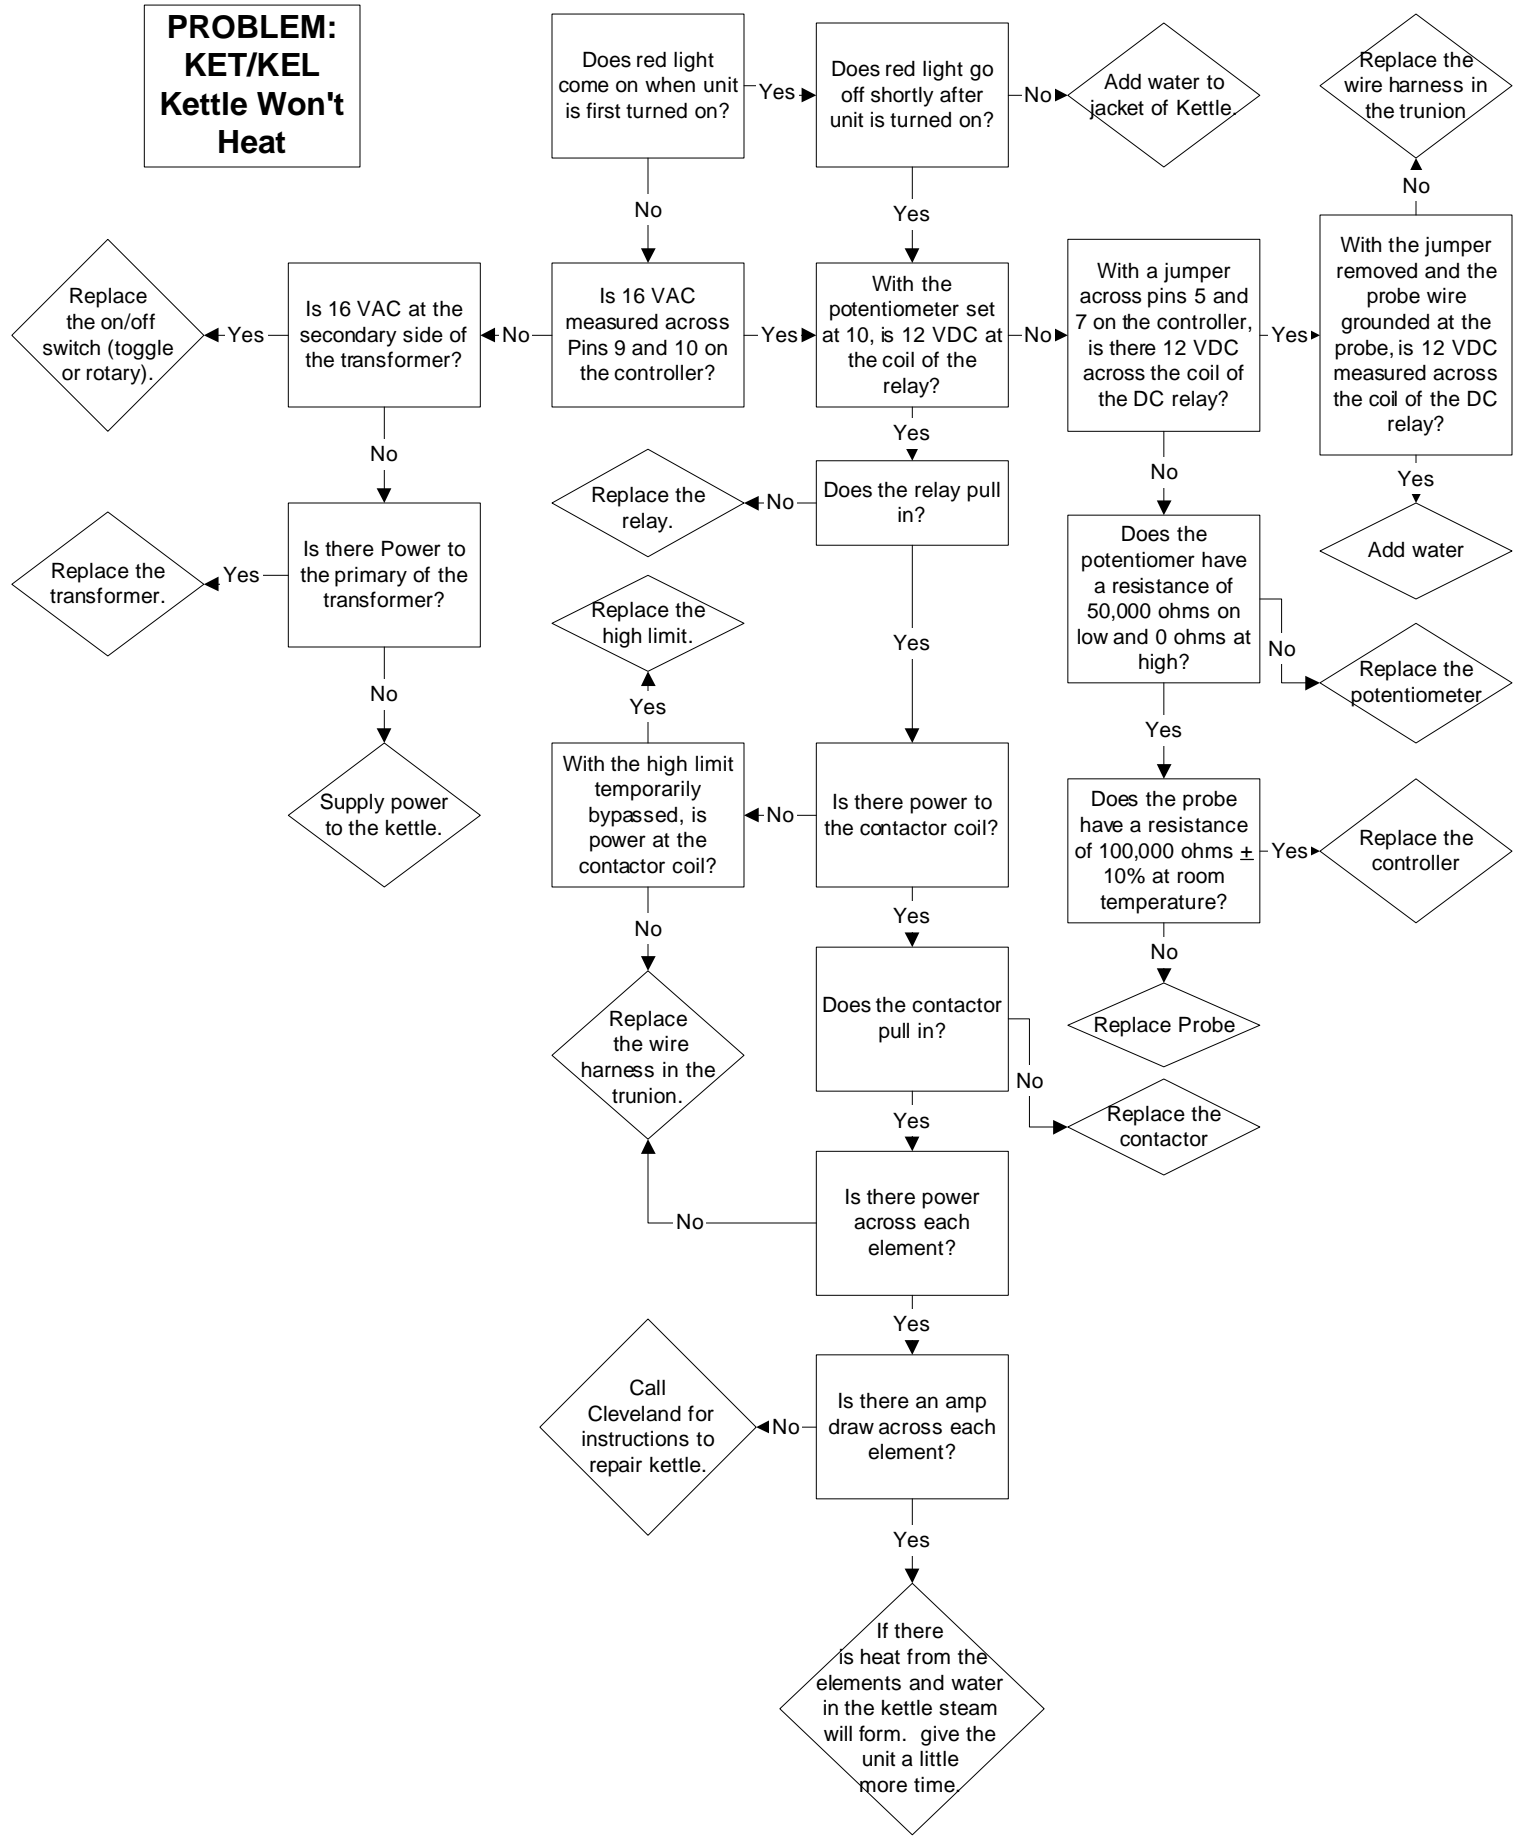 PROBLEM:
KET/KEL
Kettle Won't
Heat
Does red light
come on when unit
is first turned on?
Yes
Does red light go
off shortly after
unit is turned on?
No
Add water to
jacket of Kettle.
Replace the
wire harness in
the trunion
No
No
Yes
Replace
the on/off
switch (toggle
or rotary).
Yes
Is 16 VAC at the
secondary side of
the transformer?
No
Is 16 VAC
measured across
Pins 9 and 10 on
the controller?
Yes
With the
potentiometer set
at 10, is 12 VDC at
the coil of the
relay?
No
With a jumper
across pins 5 and
7 on the controller,
is there 12 VDC
across the coil of
the DC relay?
Yes
With the jumper
removed and the
probe wire
grounded at the
probe, is 12 VDC
measured across
the coil of the DC
relay?
No
Yes
No
Yes
Replace the
relay.
No
Does the relay pull
in?
Add water
Replace the
transformer.
Yes
Is there Power to
the primary of the
transformer?
Does the
potentiomer have
a resistance of
50,000 ohms on
low and 0 ohms at
high?
No
Replace the
potentiometer
Replace the
high limit.
Yes
No
Yes
Yes
Supply power
to the kettle.
With the high limit
temporarily
bypassed, is
power at the
contactor coil?
No
Is there power to
the contactor coil?
Does the probe
have a resistance
of 100,000 ohms ±
10% at room
temperature?
Yes
Replace the
controller
No
Yes
No
Replace
the wire
harness in the
trunion.
Does the contactor
pull in?
Replace Probe
No
Replace the
contactor
Yes
No
Is there power
across each
element?
Yes
Call
Cleveland for
instructions to
repair kettle.
No
Is there an amp
draw across each
element?
Yes
If there
is heat from the
elements and water
in the kettle steam
will form. give the
unit a little
more time.